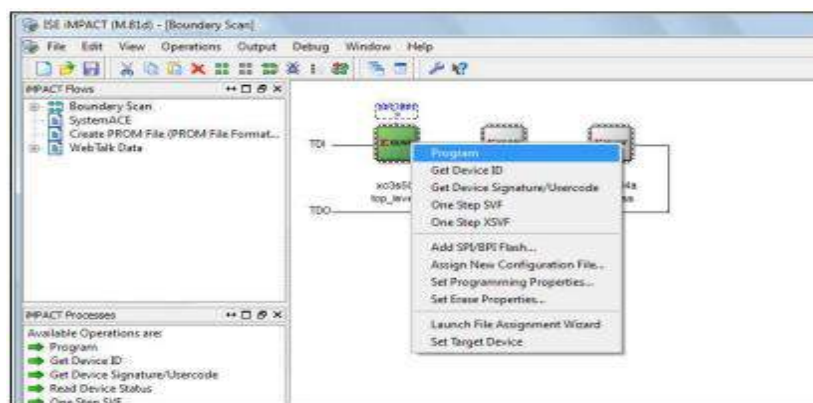 ISE iMPACT (M.81d) - [Boundary Scan]
File Edit View Operations Output Debug Window Help
iMPACT Flows
Boundary Scan
SystemACE
Create PROM File (PROM File Format...
WebTalk Data
TDI
TDO
Program
Get Device ID
Get Device Signature/Usercode
One Step SVF
One Step XSVF
Add SPI/BPI Flash...
Assign New Configuration File...
Set Programming Properties...
Set Erase Properties...
Launch File Assignment Wizard
Set Target Device
iMPACT Processes
Available Operations are:
Program
Get Device ID
Get Device Signature/Usercode
Read Device Status
One Step SVF